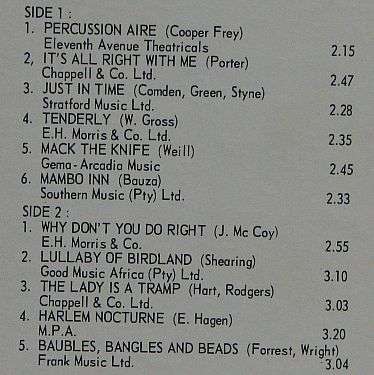 SIDE 1 :
1. PERCUSSION AIRE (Cooper Frey)
Eleventh Avenue Theatricals 2.15
2, IT'S ALL RIGHT WITH ME (Porter)
Chappell & Co. Ltd. 2.47
3. JUST IN TIME (Comden, Green, Styne)
Stratford Music Ltd. 2.28
4. TENDERLY (W. Gross)
E.H. Morris & Co. Ltd. 2.35
5. MACK THE KNIFE (Weill)
Gema-Arcadia Music 2.45
6. MAMBO INN (Bauza)
Southern Music (Pty) Ltd. 2.33
SIDE 2 :
1. WHY DON'T YOU DO RIGHT (J. Mc Coy)
E.H. Morris & Co. 2.55
2. LULLABY OF BIRDLAND (Shearing)
Good Music Africa (Pty) Ltd. 3.10
3. THE LADY IS A TRAMP (Hart, Rodgers)
Chappell & Co. Ltd. 3.03
4. HARLEM NOCTURNE (E. Hagen)
M.P.A. 3.20
5. BAUBLES, BANGLES AND BEADS (Forrest, Wright)
Frank Music Ltd. 3.04